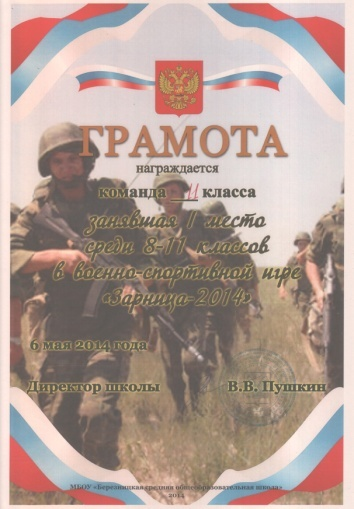 ГРАМОТА
награждается
команда 11 класса
занявшая I место
среди 8-11 классов
в военно-спортивной игре
«Зарница-2014»
6 мая 2014 года
Директор школы В.В. Пушкин
МБОУ «Березницкая средняя общеобразовательная школа»
2014